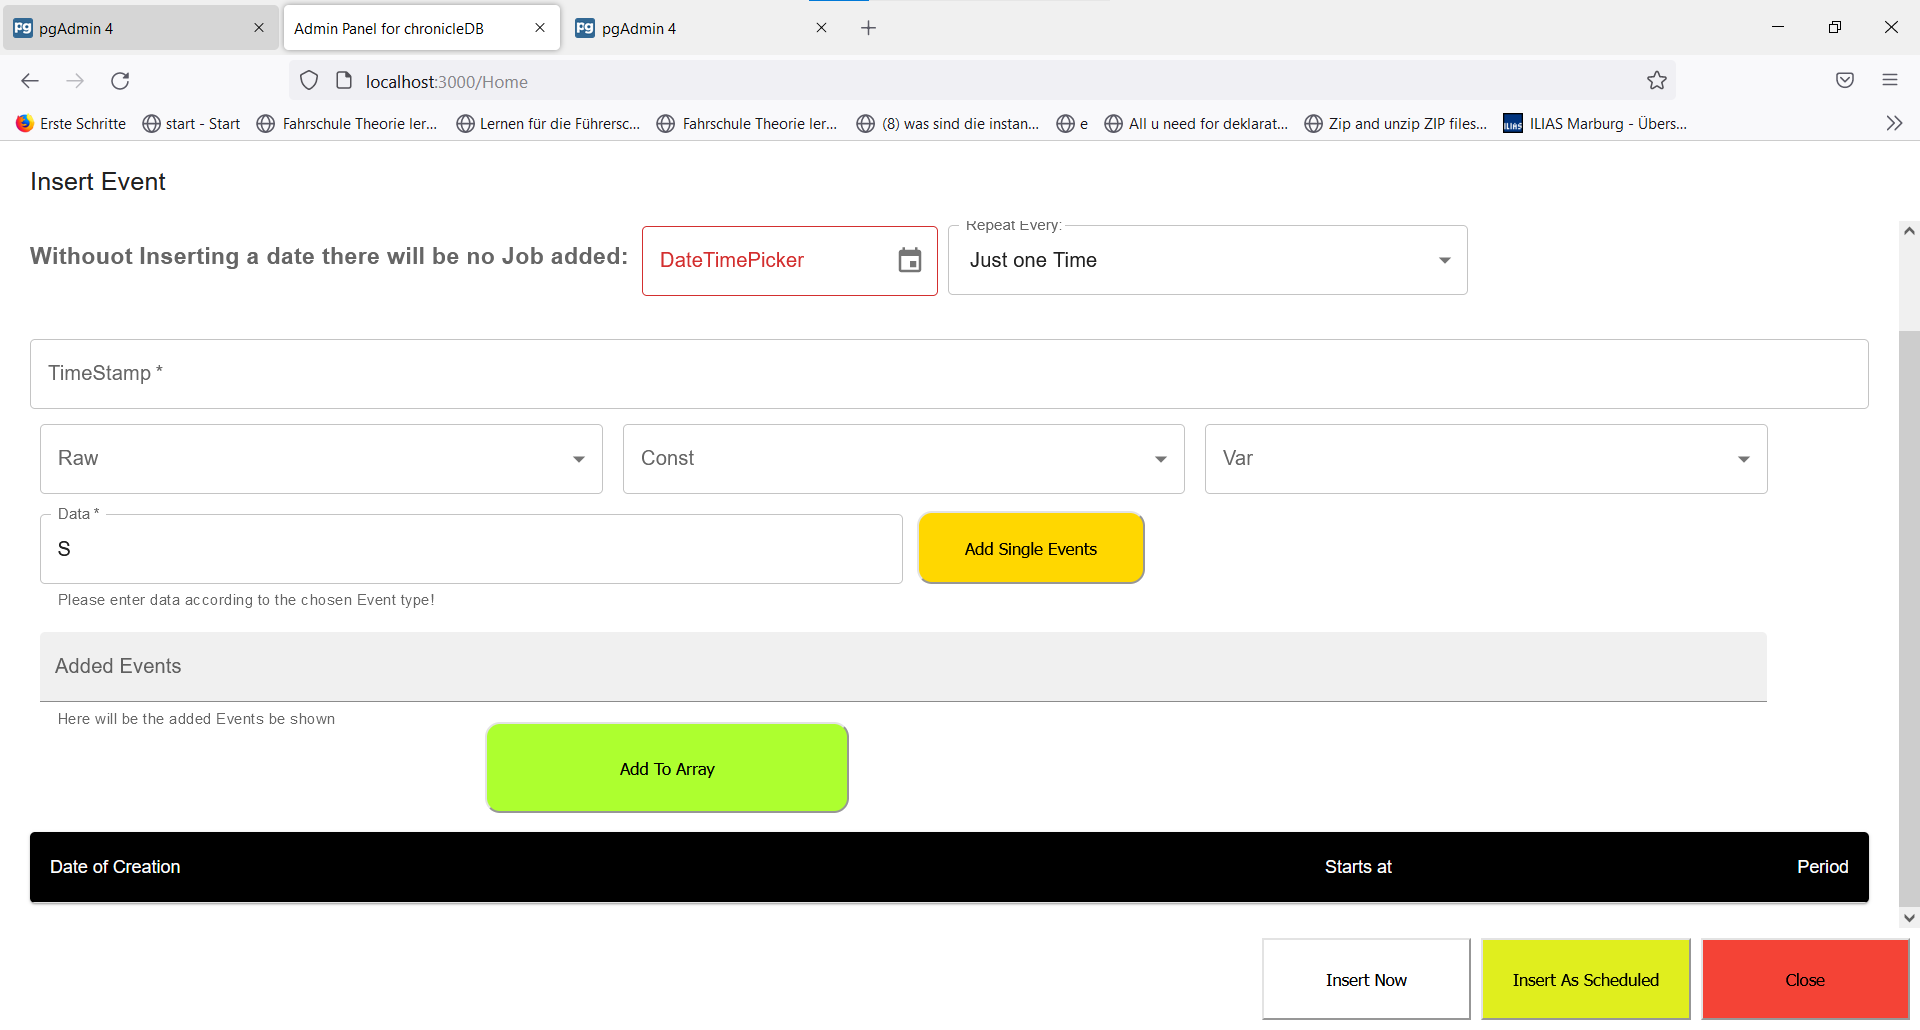 pgAdmin 4
Admin Panel for chronicleDB
pgAdmin 4
localhost:3000/Home
Erste Schritte
start - Start
Fahrschule Theorie ler...
Lernen für die Führersc...
Fahrschule Theorie ler...
(8) was sind die instan...
e
All u need for deklarat...
Zip and unzip ZIP files...
ILIAS Marburg - Übers...
Insert Event
Withouot Inserting a date there will be no Job added:
DateTimePicker
Repeat Every:
Just one Time
TimeStamp *
Raw
Const
Var
Data *
S
Add Single Events
Please enter data according to the chosen Event type!
Added Events
Here will be the added Events be shown
Add To Array
Date of Creation
Starts at
Period
Insert Now
Insert As Scheduled
Close